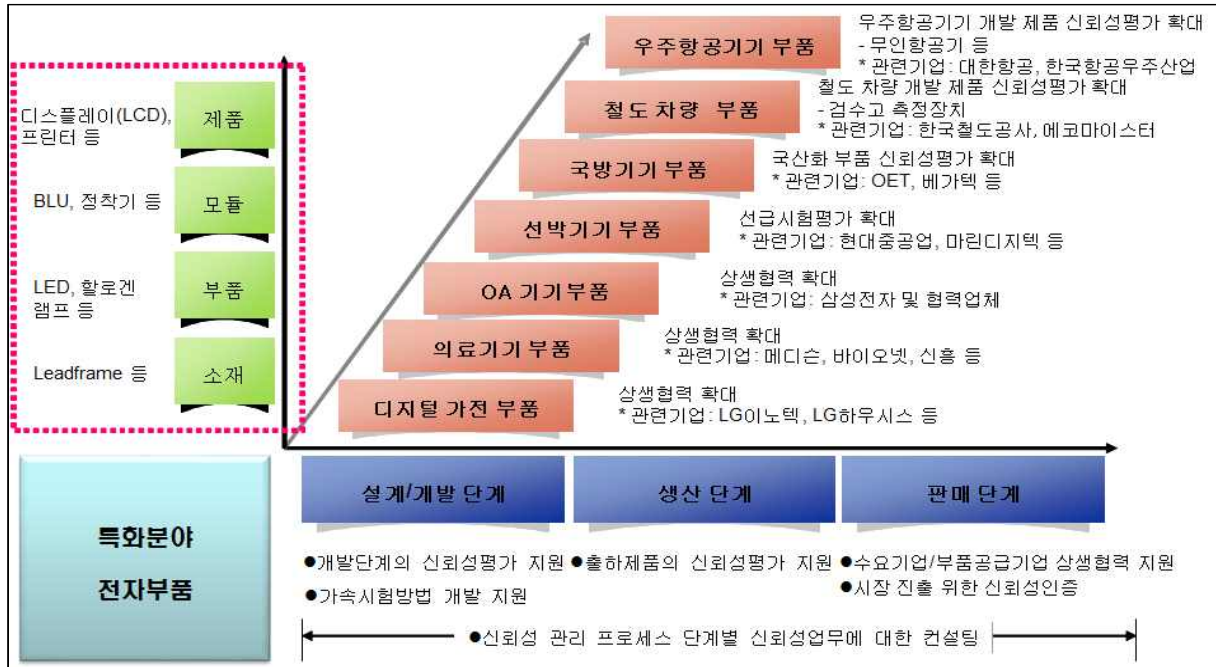 우주항공기기 부품
우주항공기기 개발 제품 신뢰성평가 확대
- 무인항공기 등
* 관련기업: 대한항공, 한국항공우주산업
철도 차량 부품
철도 차량 개발 제품 신뢰성평가 확대
- 검수고 측정장치
* 관련기업: 한국철도공사, 에코마이스터
국방기기 부품
국산화 부품 신뢰성평가 확대
* 관련기업: OET, 베가텍 등
선박기기 부품
선급시험평가 확대
* 관련기업: 현대중공업, 마린디지텍 등
OA 기기 부품
상생협력 확대
* 관련기업: 삼성전자 및 협력업체
의료기기 부품
상생협력 확대
* 관련기업: 메디슨, 바이오넷, 신흥 등
디지털 가전 부품
상생협력 확대
* 관련기업: LG이노텍, LG하우시스 등
디스플레이(LCD),
프린터 등
제품
BLU, 정착기 등
모듈
LED, 할로겐
램프 등
부품
Leadframe 등
소재
특화분야
전자부품
설계/개발 단계
생산 단계
판매 단계
●개발단계의 신뢰성평가 지원
●가속시험방법 개발 지원
●출하제품의 신뢰성평가 지원
●수요기업/부품공급기업 상생협력 지원
●시장 진출 위한 신뢰성인증
●신뢰성 관리 프로세스 단계별 신뢰성업무에 대한 컨설팅